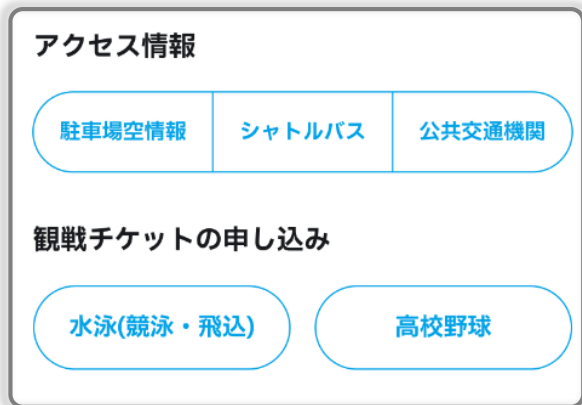 アクセス情報
駐車場空情報 シャトルバス 公共交通機関
観戦チケットの申し込み
水泳(競泳・飛込) 高校野球